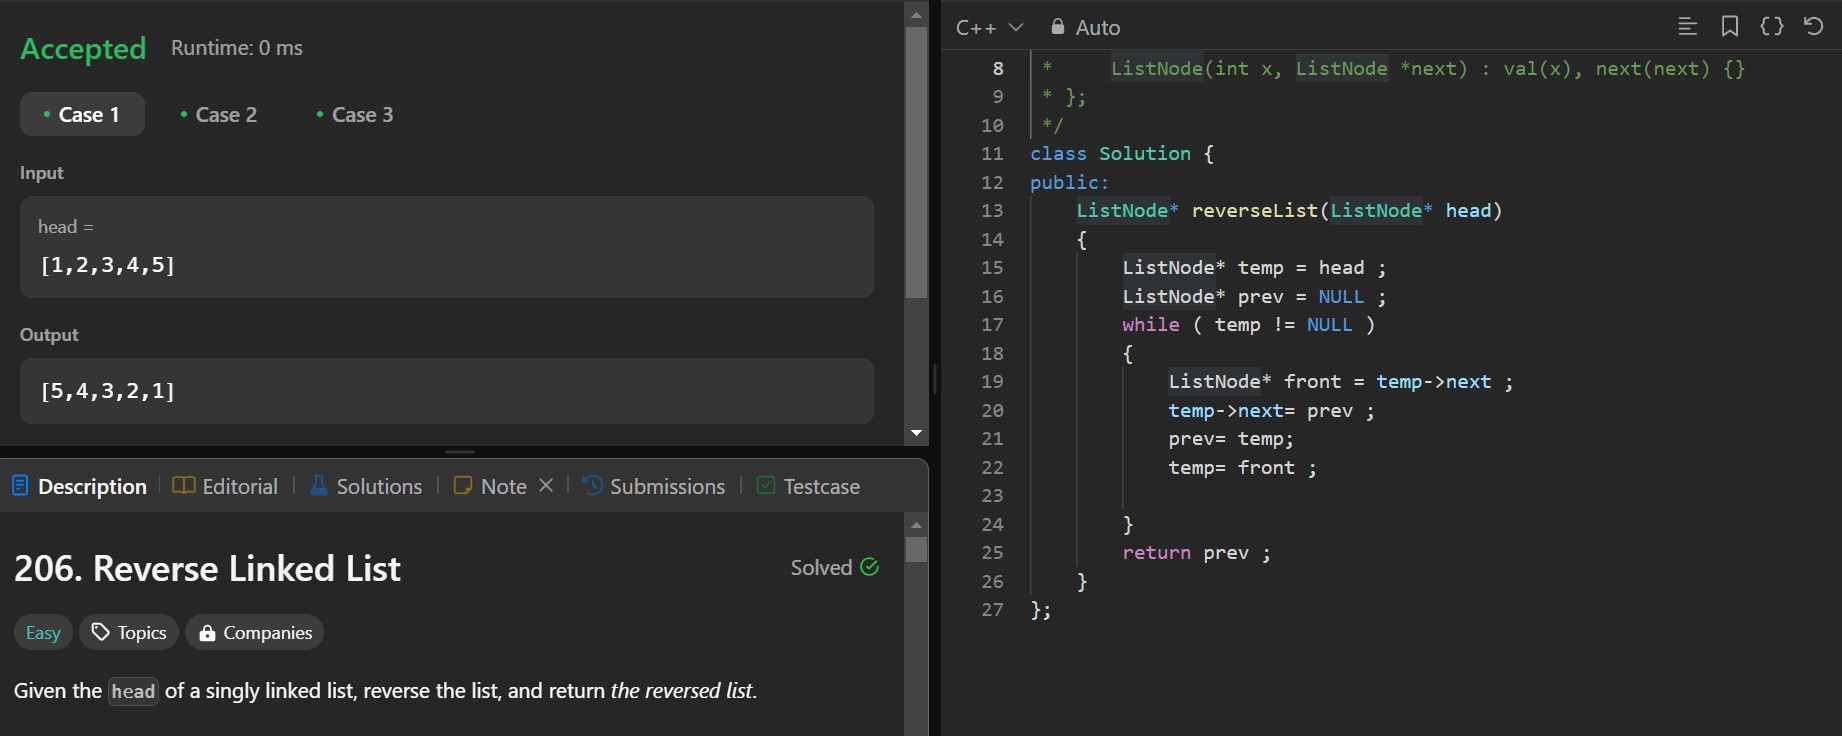 Accepted Runtime: 0 ms
Case 1 Case 2 Case 3
Input
head =
[1,2,3,4,5]
Output
[5,4,3,2,1]
Description Editorial Solutions Note Submissions Testcase
206. Reverse Linked List Solved
Easy Topics Companies
Given the head of a singly linked list, reverse the list, and return the reversed list.
C++ Auto
8 *     ListNode(int x, ListNode *next) : val(x), next(next) {}
9 * };
10 */
11 class Solution {
12 public:
13     ListNode* reverseList(ListNode* head)
14     {
15         ListNode* temp = head ;
16         ListNode* prev = NULL ;
17         while ( temp != NULL )
18         {
19             ListNode* front = temp->next ;
20             temp->next= prev ;
21             prev= temp;
22             temp= front ;
23
24         }
25         return prev ;
26     }
27 };